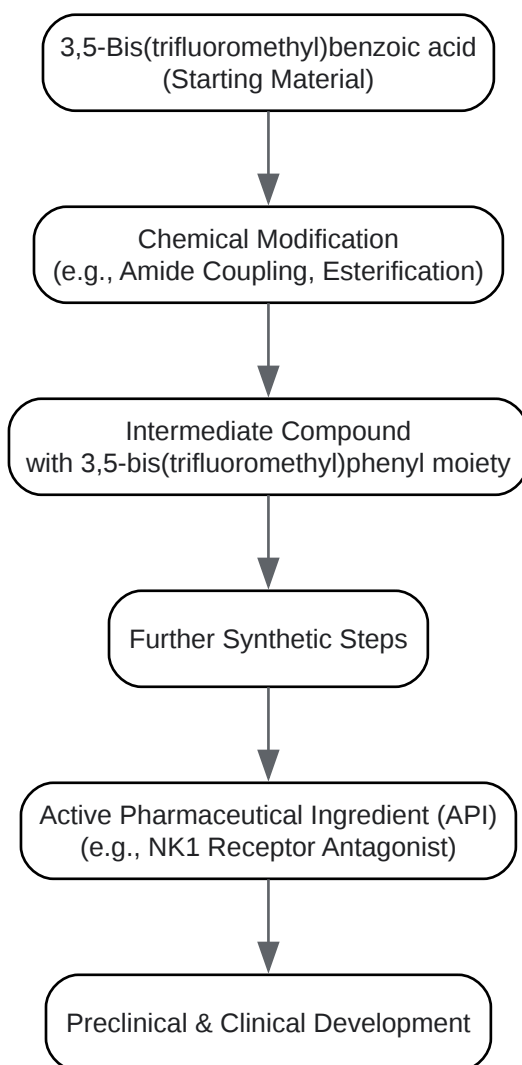 3,5-Bis(trifluoromethyl)benzoic acid
(Starting Material)
Chemical Modification
(e.g., Amide Coupling, Esterification)
Intermediate Compound
with 3,5-bis(trifluoromethyl)phenyl moiety
Further Synthetic Steps
Active Pharmaceutical Ingredient (API)
(e.g., NK1 Receptor Antagonist)
Preclinical & Clinical Development